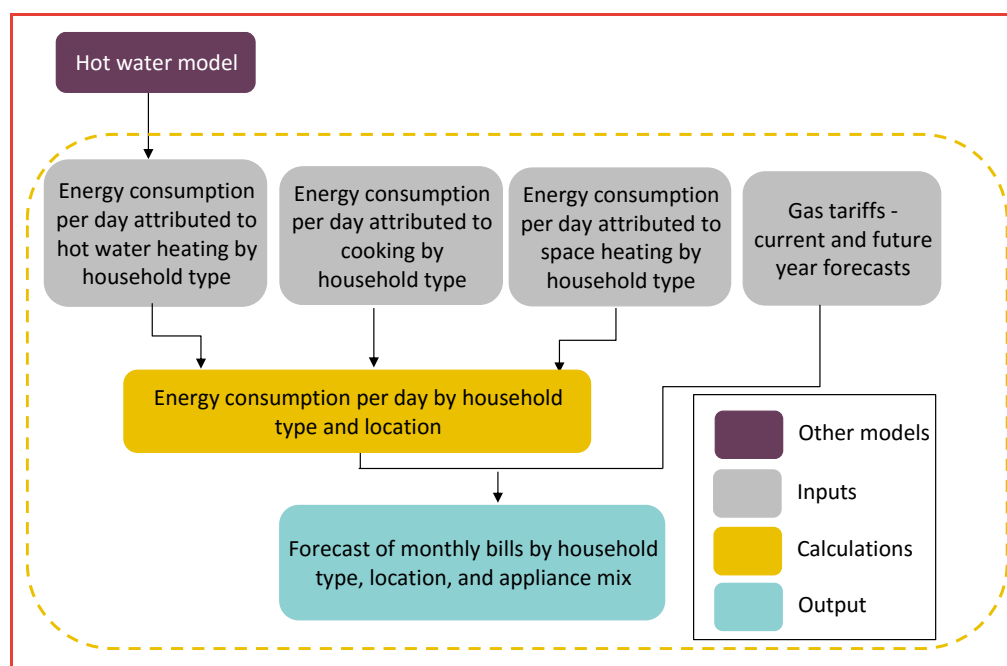 Hot water model
Energy consumption
per day attributed to
hot water heating by
household type
Energy consumption
per day attributed to
cooking by
household type
Energy consumption
per day attributed to
space heating by
household type
Gas tariffs -
current and future
year forecasts
Energy consumption per day by household
type and location
Forecast of monthly bills by household
type, location, and appliance mix
Other models
Inputs
Calculations
Output